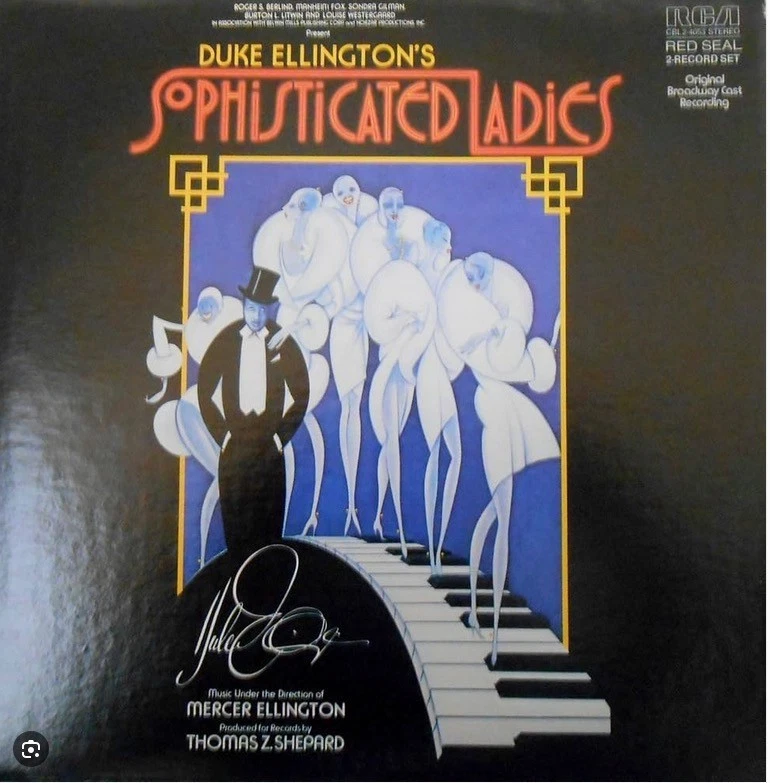 ROGER S. BERLIND, MANHEIM FOX, SONDRA GILMAN,
BURTON L. LITWIN AND LOUISE WESTERGAARD
IN ASSOCIATION WITH BELWIN MILLS PUBLISHING CORP. and NORZAR PRODUCTIONS, INC.
Present
DUKE ELLINGTON'S
SOPHISTICATED LADIES
RCA
CBL2-4053 STEREO
RED SEAL
2-RECORD SET
Original
Broadway Cast
Recording
Music Under the Direction of
MERCER ELLINGTON
Produced for Records by
THOMAS Z. SHEPARD